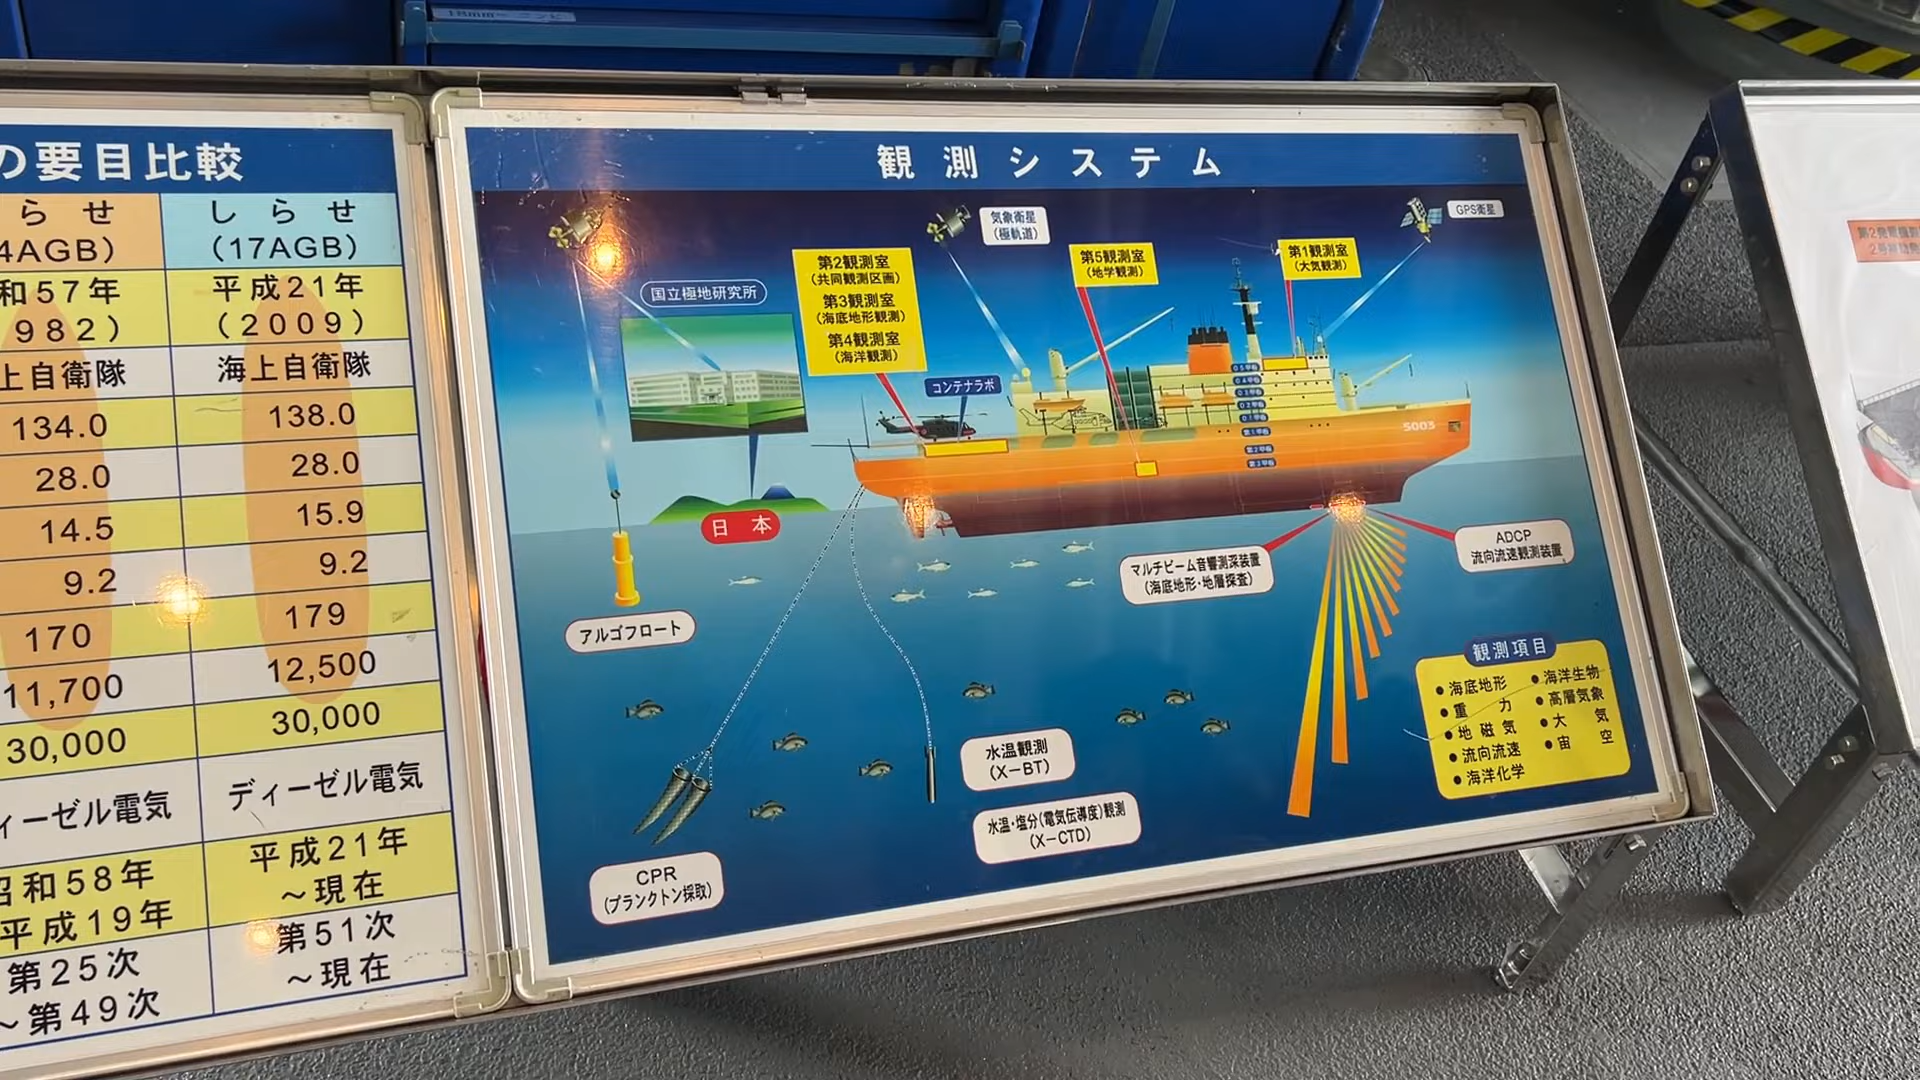 の要目比較
らせ
4AGB)
しらせ
(17AGB)
和57年
982)
平成21年
(2009)
上自衛隊
海上自衛隊
134.0
138.0
28.0
28.0
14.5
15.9
9.2
9.2
170
179
11,700
12,500
30,000
30,000
ィーゼル電気
ディーゼル電気
昭和58年
平成19年
平成21年
~現在
第25次
~第49次
第51次
~現在
観測システム
気象衛星
(極軌道)
GPS衛星
国立極地研究所
第2観測室
(共同観測区画)
第3観測室
(海底地形観測)
第4観測室
(海洋観測)
第5観測室
(地学観測)
第1観測室
(大気観測)
コンテナラボ
5003
日本
アルゴフロート
マルチビーム音響測深装置
(海底地形・地層探査)
ADCP
流向流速観測装置
水温観測
(X-BT)
水温・塩分(電気伝導度)観測
(X-CTD)
CPR
(プランクトン採取)
観測項目
●海底地形
●重力
●地磁気
●流向流速
●海洋化学
●海洋生物
●高層気象
●大気
●宙空